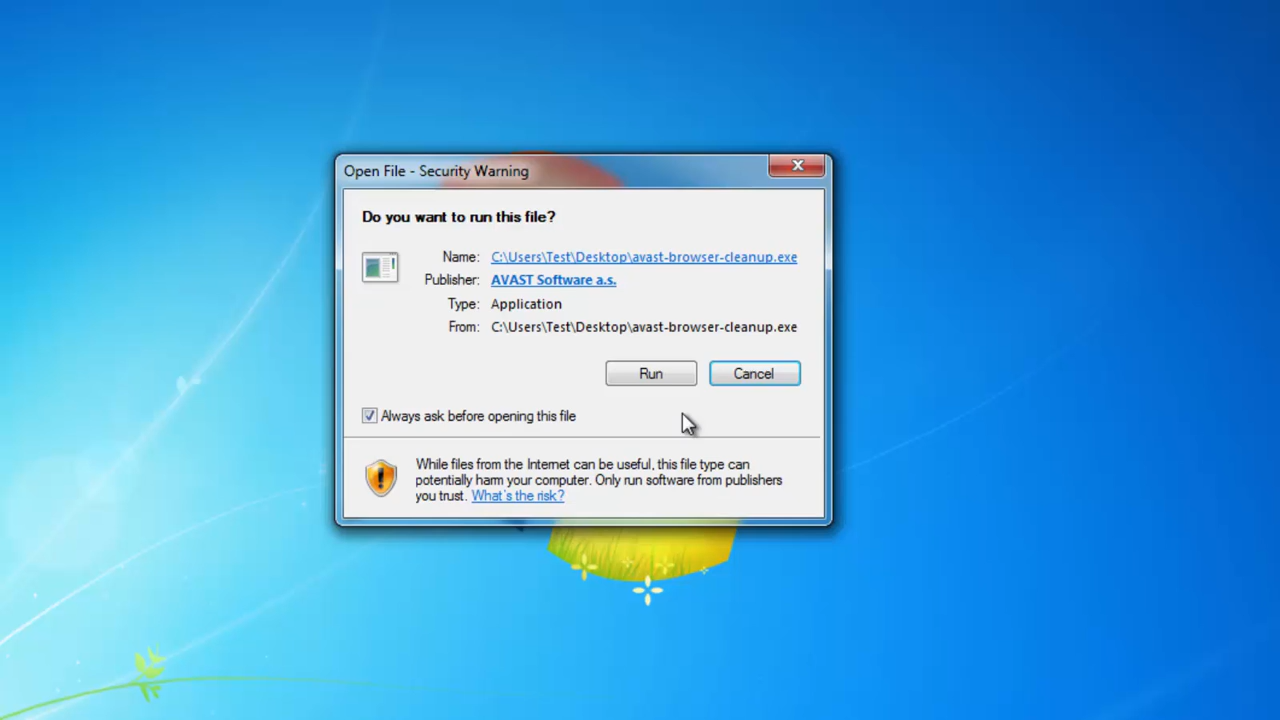 Open File - Security Warning
Do you want to run this file?
Name: C:\Users\Test\Desktop\avast-browser-cleanup.exe
Publisher: AVAST Software a.s.
Type: Application
From: C:\Users\Test\Desktop\avast-browser-cleanup.exe
Run Cancel
Always ask before opening this file
While files from the Internet can be useful, this file type can
potentially harm your computer. Only run software from publishers
you trust. What's the risk?